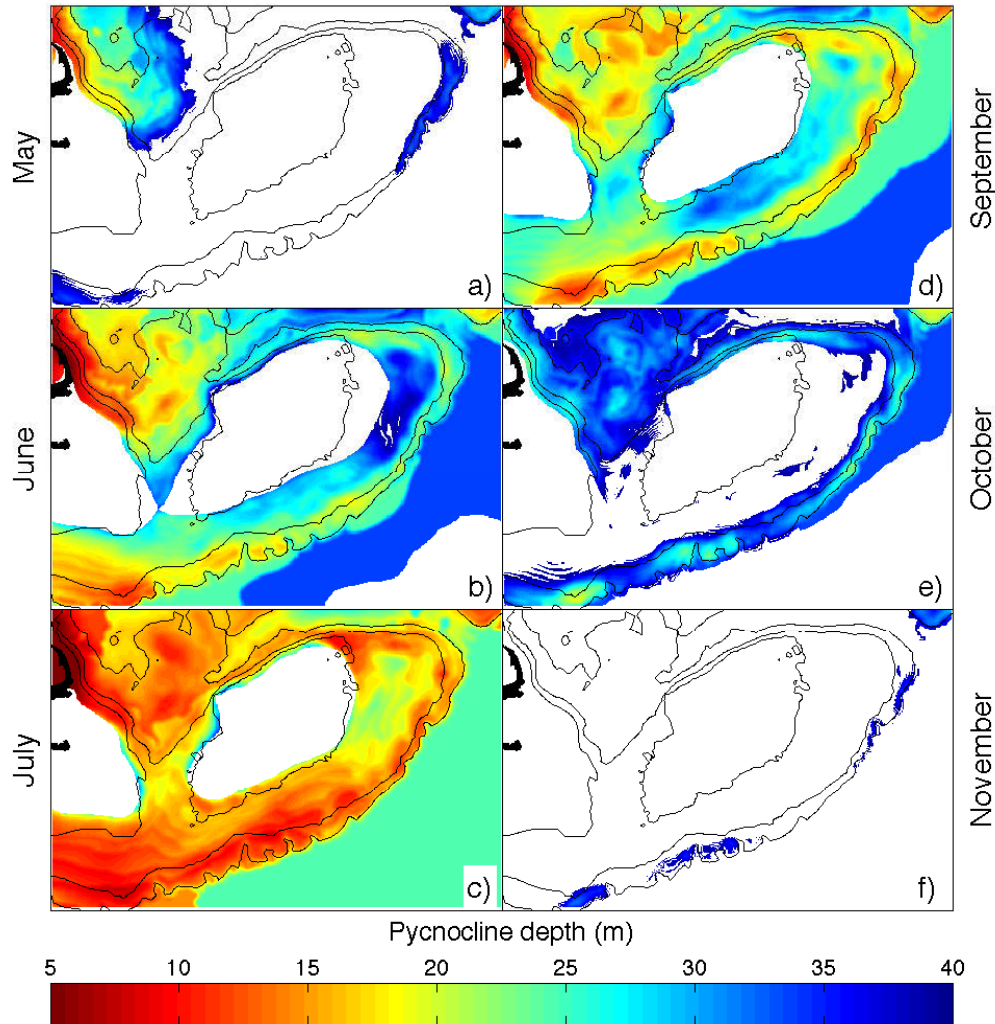 May
a)
September
d)
June
b)
October
e)
July
c)
November
f)
Pycnocline depth (m)
5 10 15 20 25 30 35 40